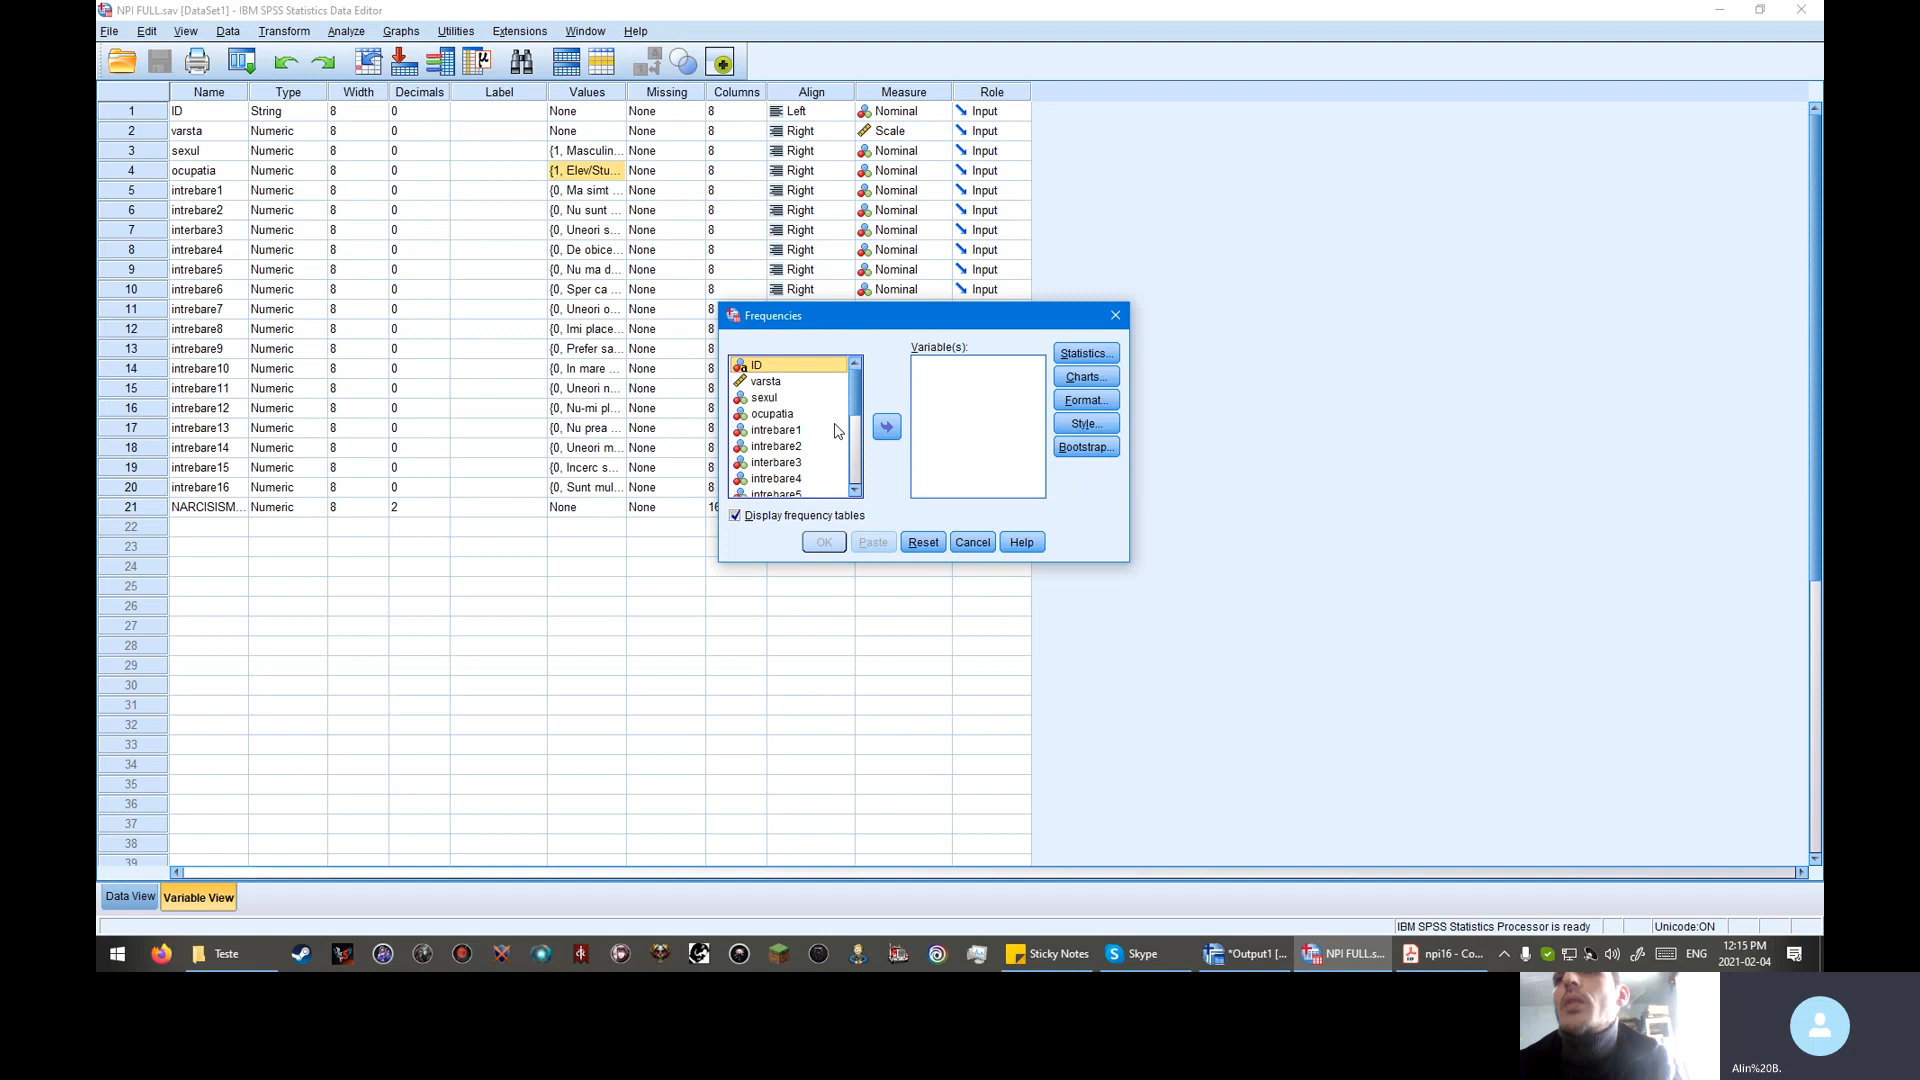 NPI FULL.sav [DataSet1] - IBM SPSS Statistics Data Editor
File Edit View Data Transform Analyze Graphs Utilities Extensions Window Help
Name Type Width Decimals Label Values Missing Columns Align Measure Role
1 ID String 8 0 None None 8 Left Nominal Input
2 varsta Numeric 8 0 None None 8 Right Scale Input
3 sexul Numeric 8 0 {1, Masculin... None 8 Right Nominal Input
4 ocupatia Numeric 8 0 {1, Elev/Stu... None 8 Right Nominal Input
5 intrebare1 Numeric 8 0 {0, Ma simt ... None 8 Right Nominal Input
6 intrebare2 Numeric 8 0 {0, Nu sunt ... None 8 Right Nominal Input
7 interbare3 Numeric 8 0 {0, Uneori s... None 8 Right Nominal Input
8 intrebare4 Numeric 8 0 {0, De obice... None 8 Right Nominal Input
9 intrebare5 Numeric 8 0 {0, Nu ma d... None 8 Right Nominal Input
10 intrebare6 Numeric 8 0 {0, Sper ca ... None 8 Right Nominal Input
11 intrebare7 Numeric 8 0 {0, Uneori o... None
12 intrebare8 Numeric 8 0 {0, Imi place... None
13 intrebare9 Numeric 8 0 {0, Prefer sa... None
14 intrebare10 Numeric 8 0 {0, In mare ... None
15 intrebare11 Numeric 8 0 {0, Uneori n... None
16 intrebare12 Numeric 8 0 {0, Nu-mi pl... None
17 intrebare13 Numeric 8 0 {0, Nu prea ... None
18 intrebare14 Numeric 8 0 {0, Uneori m... None
19 intrebare15 Numeric 8 0 {0, Incerc s... None
20 intrebare16 Numeric 8 0 {0, Sunt mul... None
21 NARCISISM... Numeric 8 2 None None 16
22
23
24
25
26
27
28
29
30
31
32
33
34
35
36
37
38
39
Frequencies
Variable(s):
ID
varsta
sexul
ocupatia
intrebare1
intrebare2
interbare3
intrebare4
intrebare5
Statistics...
Charts...
Format...
Style...
Bootstrap...
Display frequency tables
OK Paste Reset Cancel Help
Data View Variable View
IBM SPSS Statistics Processor is ready Unicode:ON
Teste Sticky Notes Skype *Output1 [... NPI FULL.s... npi16 - Co... ENG 12:15 PM
2021-02-04
Alin%20B.